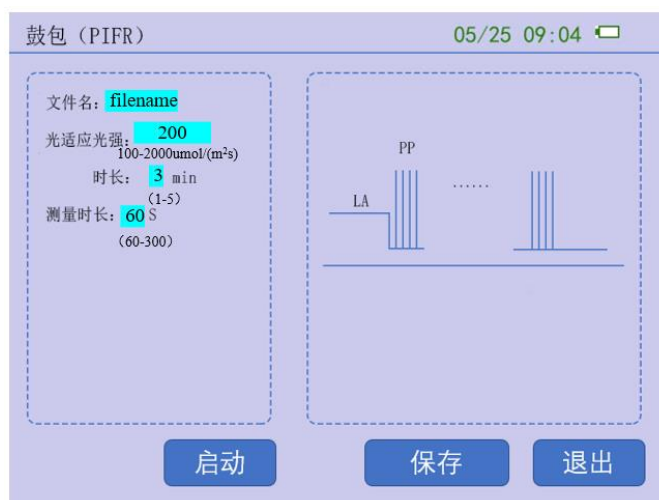 鼓包（PIFR）
05/25 09:04
文件名：filename
光适应光强：200
100-2000umol/(m²s)
时长：3 min
（1-5）
测量时长：60 S
（60-300）
PP
......
LA
启动
保存
退出